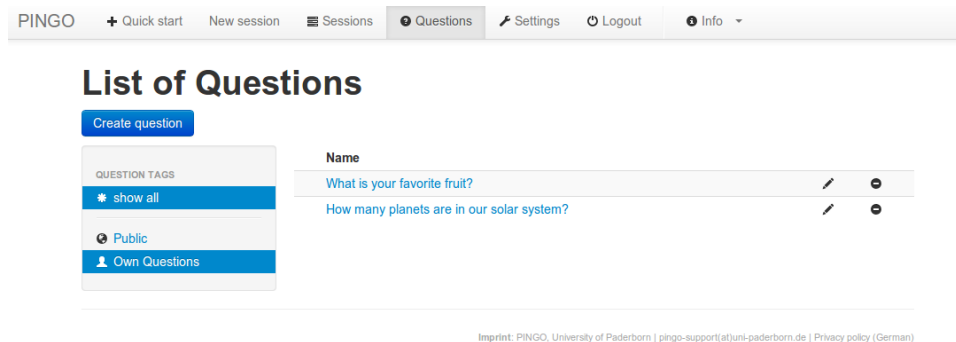 PINGO Quick start New session Sessions Questions Settings Logout Info
List of Questions
Create question
QUESTION TAGS
show all
Public
Own Questions
Name
What is your favorite fruit?
How many planets are in our solar system?
Imprint: PINGO, University of Paderborn | pingo-support(at)uni-paderborn.de | Privacy policy (German)